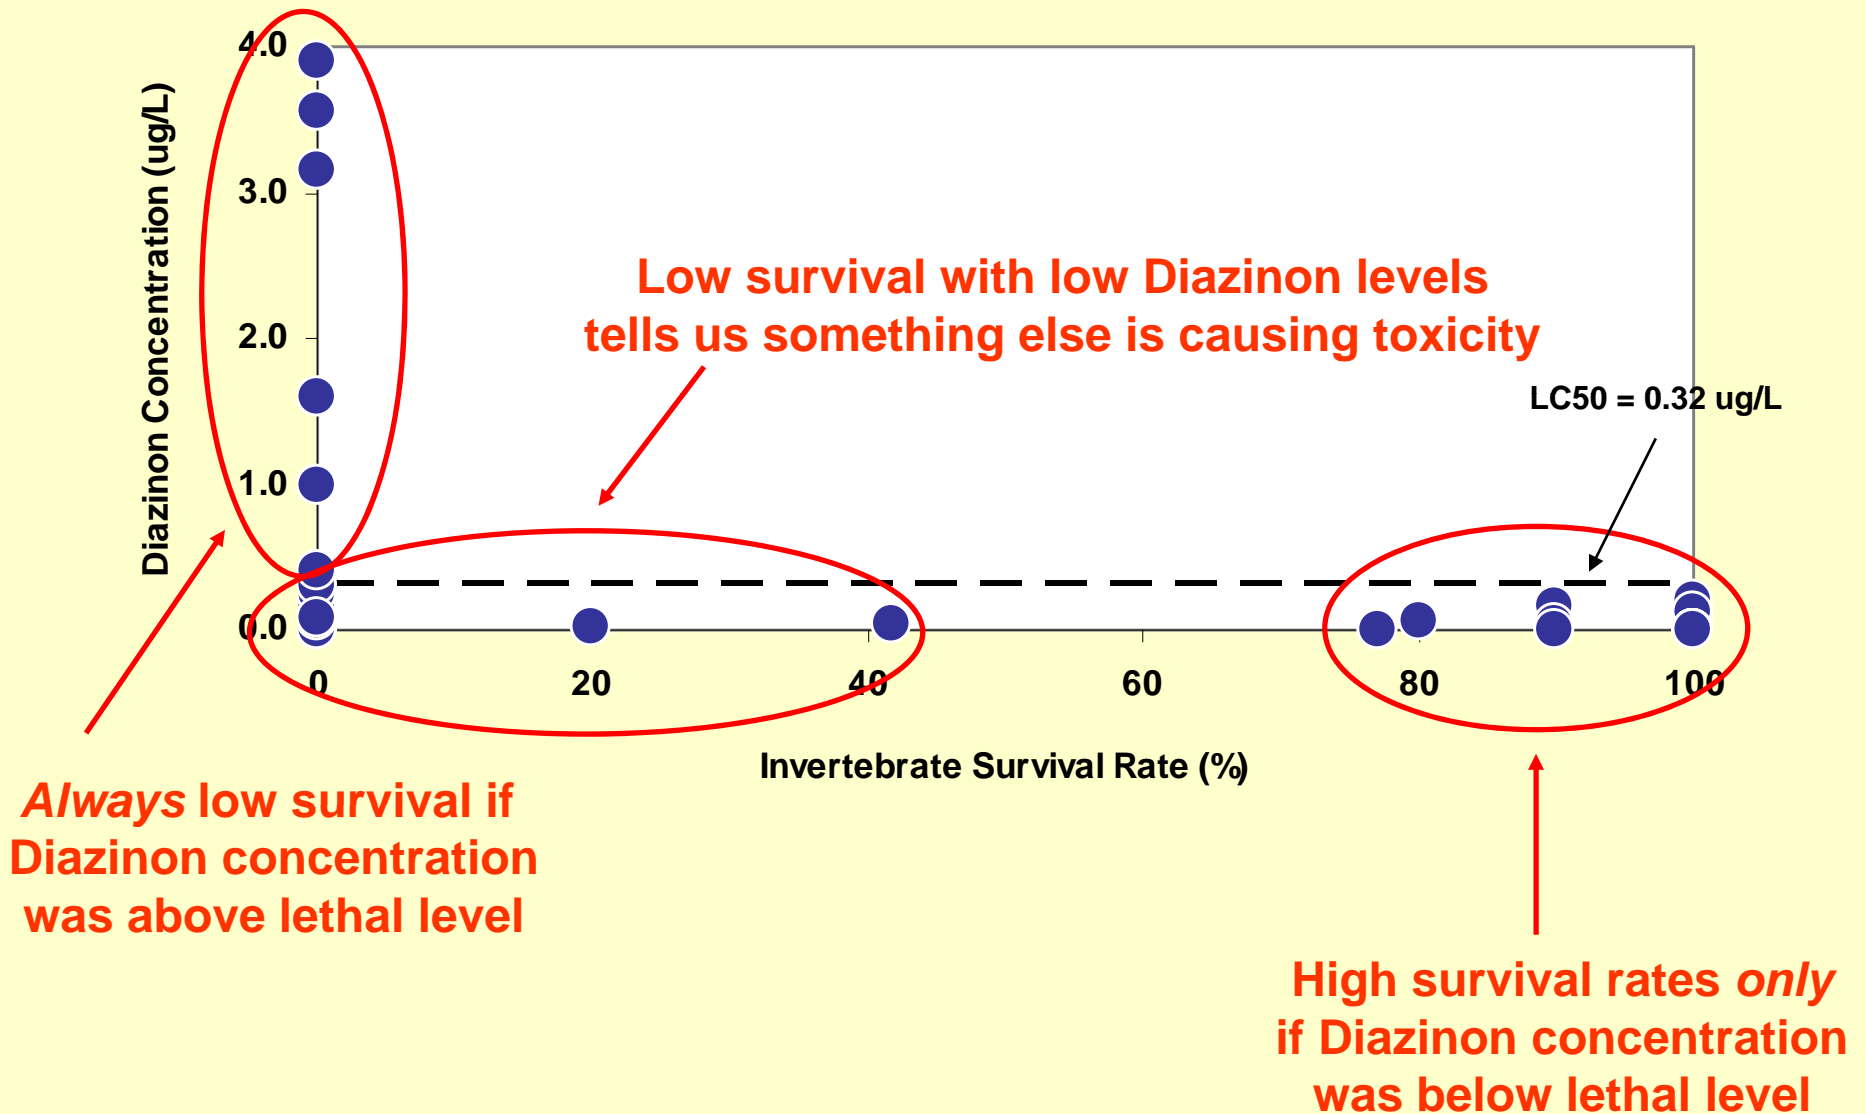 4.0
3.0
2.0
1.0
0.0
Diazinon Concentration (ug/L)
Low survival with low Diazinon levels
tells us something else is causing toxicity
LC50 = 0.32 ug/L
0
20
40
60
80
100
Invertebrate Survival Rate (%)
Always low survival if
Diazinon concentration
was above lethal level
High survival rates only
if Diazinon concentration
was below lethal level